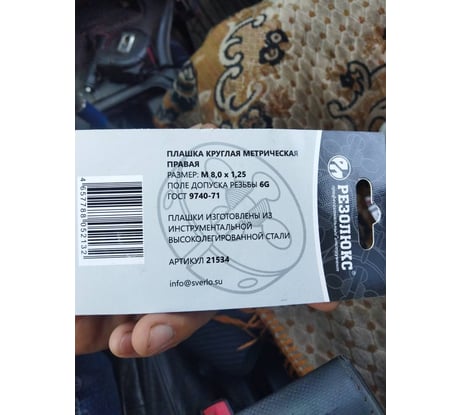 ПЛАШКА КРУГЛАЯ МЕТРИЧЕСКАЯ
ПРАВАЯ
РАЗМЕР: М 8,0 х 1,25
ПОЛЕ ДОПУСКА РЕЗЬБЫ 6G
ГОСТ 9740-71
ПЛАШКИ ИЗГОТОВЛЕНЫ ИЗ
ИНСТРУМЕНТАЛЬНОЙ
ВЫСОКОЛЕГИРОВАННОЙ СТАЛИ
АРТИКУЛ 21534
info@sverlo.su
4657788052132
РЕЗОЛЮКС®